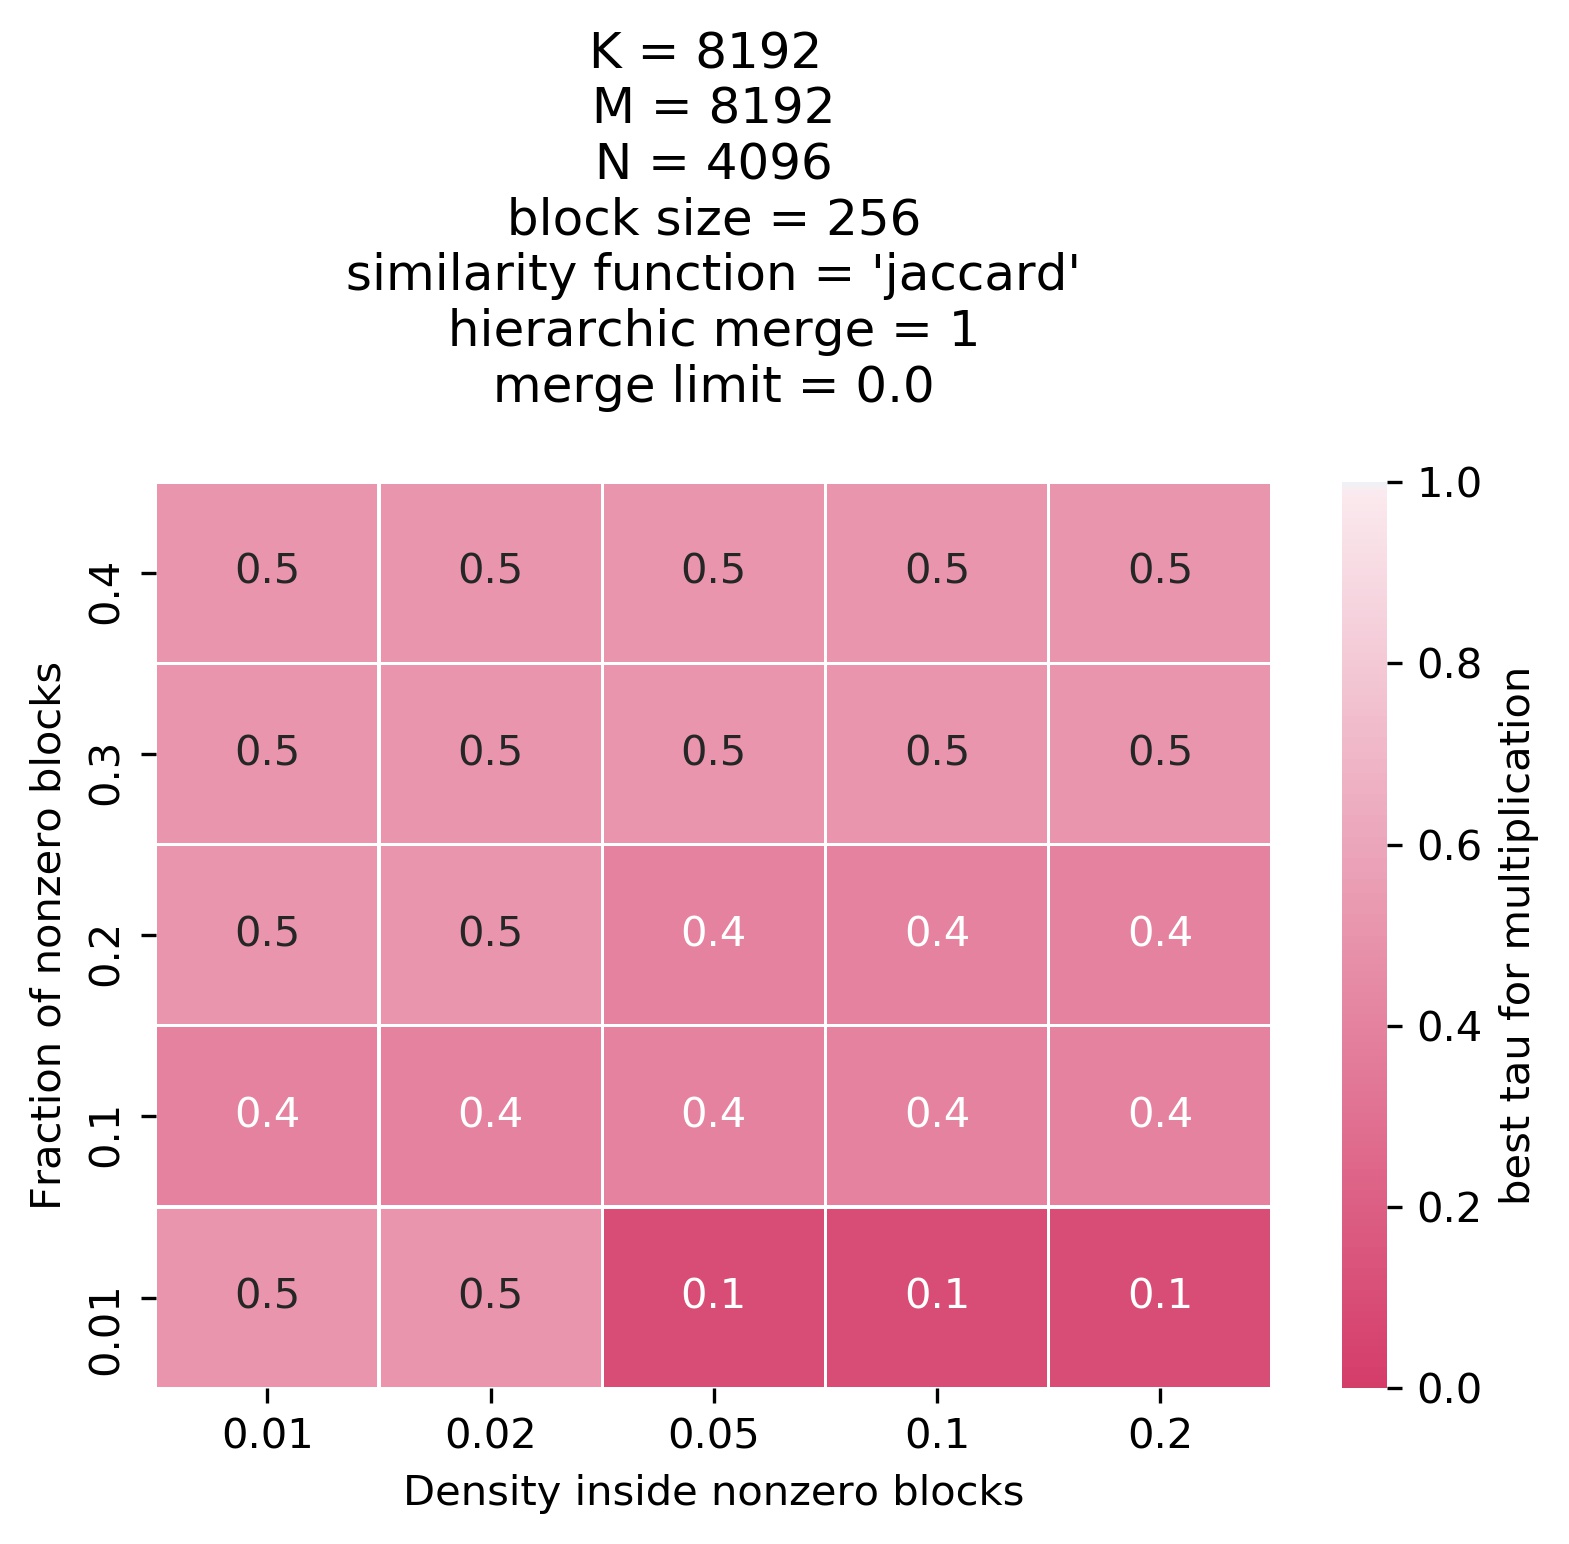 K = 8192
M = 8192
N = 4096
block size = 256
similarity function = 'jaccard'
hierarchic merge = 1
merge limit = 0.0
Fraction of nonzero blocks
0.4 0.5 0.5 0.5 0.5 0.5
0.3 0.5 0.5 0.5 0.5 0.5
0.2 0.5 0.5 0.4 0.4 0.4
0.1 0.4 0.4 0.4 0.4 0.4
0.01 0.5 0.5 0.1 0.1 0.1
0.01 0.02 0.05 0.1 0.2
Density inside nonzero blocks
1.0
0.8
0.6
0.4
0.2
0.0
best tau for multiplication